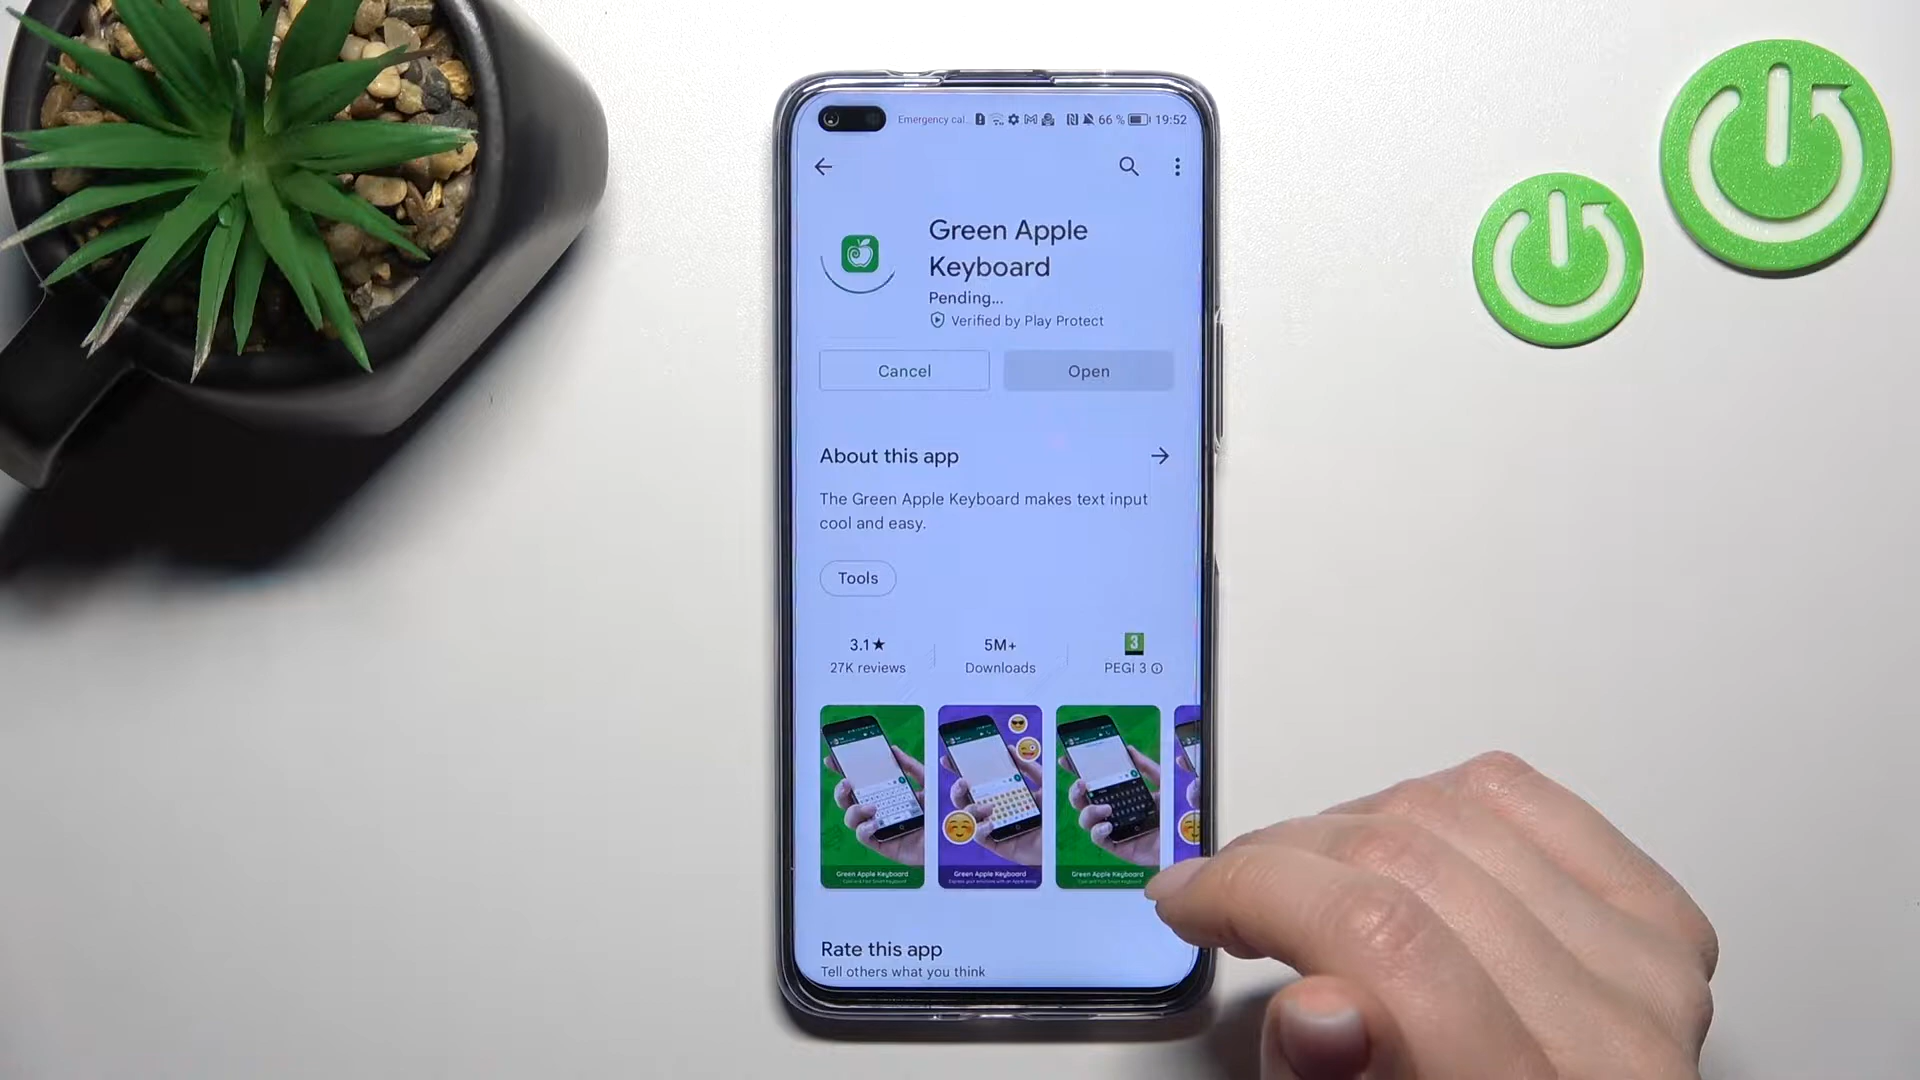 Emergency cal... 66 % 19:52
Green Apple
Keyboard
Pending...
Verified by Play Protect
Cancel Open
About this app
The Green Apple Keyboard makes text input
cool and easy.
Tools
3.1★ 5M+ 3
27K reviews Downloads PEGI 3
Green Apple Keyboard Green Apple Keyboard Green Apple Keyboard
Rate this app
Tell others what you think